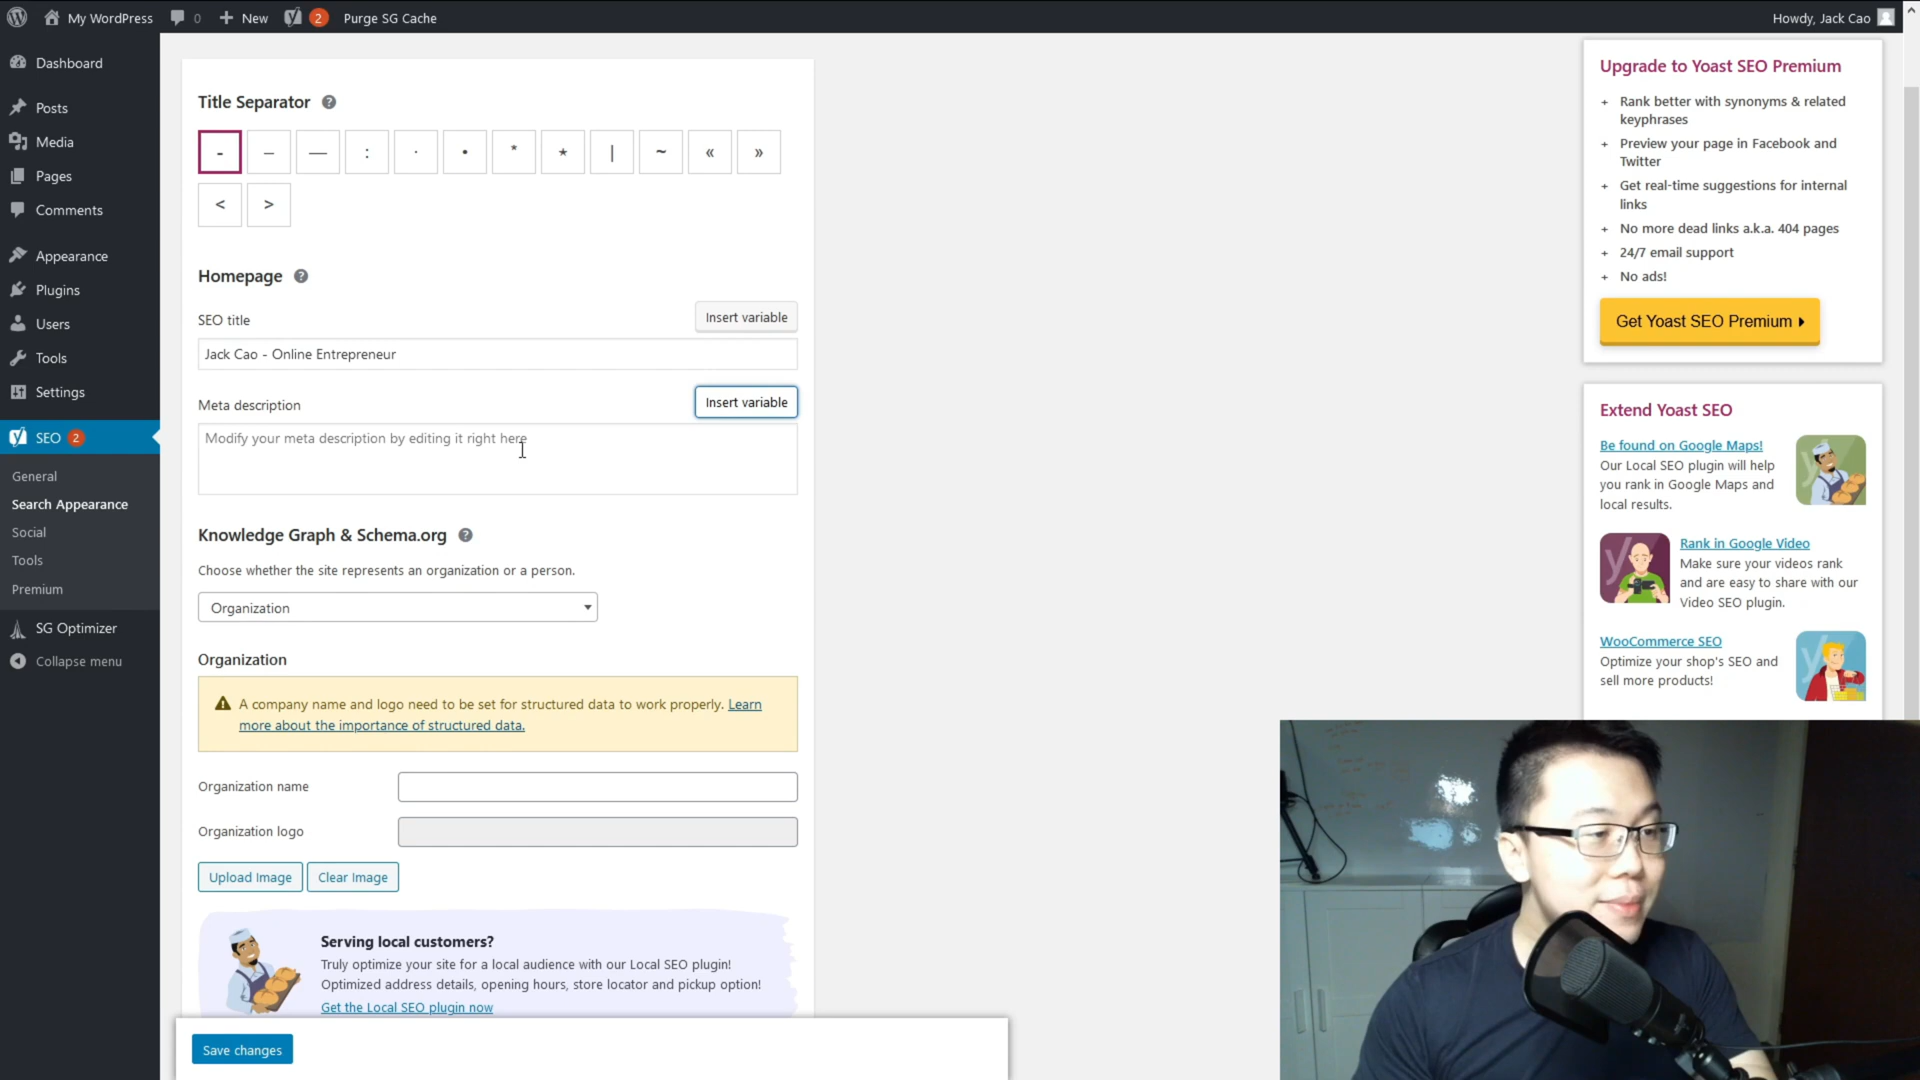 My WordPress
0
New
2
Purge SG Cache
Howdy, Jack Cao
Dashboard
Posts
Media
Pages
Comments
Appearance
Plugins
Users
Tools
Settings
SEO 2
General
Search Appearance
Social
Tools
Premium
SG Optimizer
Collapse menu
Title Separator ?
- – — : · • * ⋆ | ~ « »
< >
Homepage ?
SEO title
Insert variable
Jack Cao - Online Entrepreneur
Meta description
Insert variable
Modify your meta description by editing it right here
Knowledge Graph & Schema.org ?
Choose whether the site represents an organization or a person.
Organization
Organization
A company name and logo need to be set for structured data to work properly. Learn
more about the importance of structured data.
Organization name
Organization logo
Upload Image
Clear Image
Serving local customers?
Truly optimize your site for a local audience with our Local SEO plugin!
Optimized address details, opening hours, store locator and pickup option!
Get the Local SEO plugin now
Save changes
Upgrade to Yoast SEO Premium
+ Rank better with synonyms & related
keyphrases
+ Preview your page in Facebook and
Twitter
+ Get real-time suggestions for internal
links
+ No more dead links a.k.a. 404 pages
+ 24/7 email support
+ No ads!
Get Yoast SEO Premium
Extend Yoast SEO
Be found on Google Maps!
Our Local SEO plugin will help
you rank in Google Maps and
local results.
Rank in Google Video
Make sure your videos rank
and are easy to share with our
Video SEO plugin.
WooCommerce SEO
Optimize your shop's SEO and
sell more products!